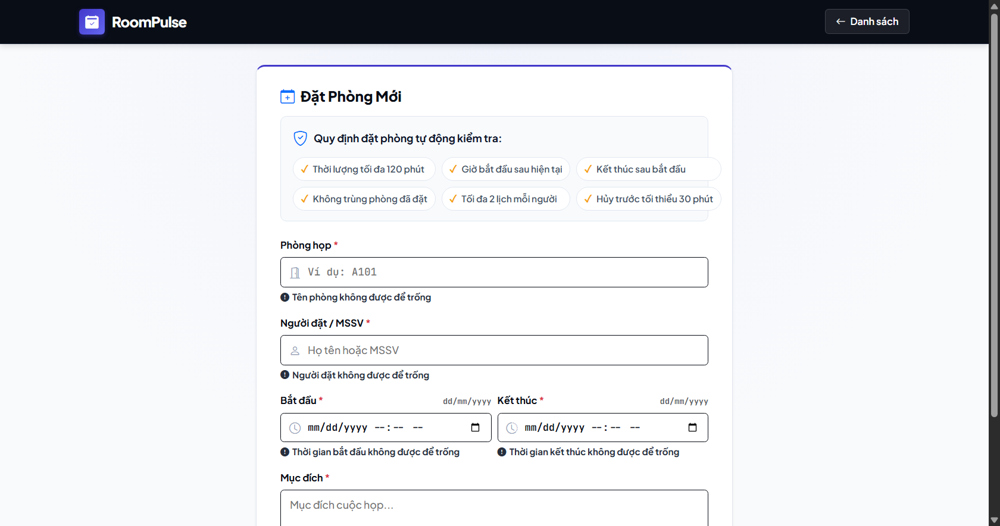 RoomPulse
← Danh sách
Đặt Phòng Mới
Quy định đặt phòng tự động kiểm tra:
✓ Thời lượng tối đa 120 phút ✓ Giờ bắt đầu sau hiện tại ✓ Kết thúc sau bắt đầu
✓ Không trùng phòng đã đặt ✓ Tối đa 2 lịch mỗi người ✓ Hủy trước tối thiểu 30 phút
Phòng họp *
Ví dụ: A101
Tên phòng không được để trống
Người đặt / MSSV *
Họ tên hoặc MSSV
Người đặt không được để trống
Bắt đầu * dd/mm/yyyy Kết thúc * dd/mm/yyyy
mm/dd/yyyy --:-- -- mm/dd/yyyy --:-- --
Thời gian bắt đầu không được để trống Thời gian kết thúc không được để trống
Mục đích *
Mục đích cuộc họp...